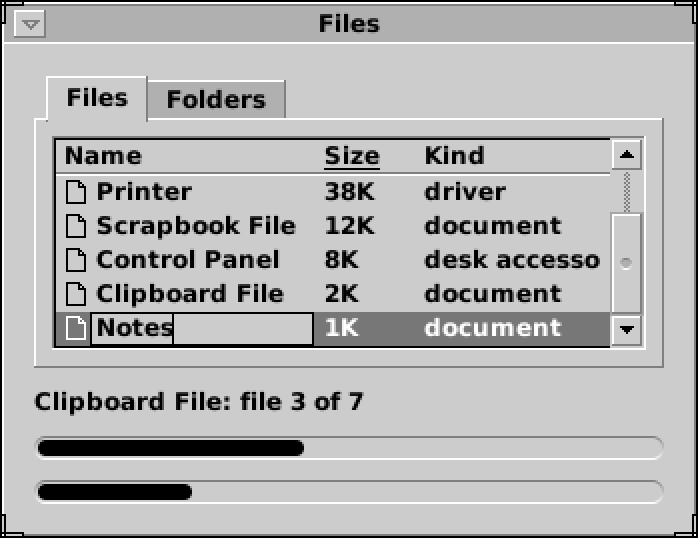 Files
Files Folders
Name Size Kind
Printer 38K driver
Scrapbook File 12K document
Control Panel 8K desk accesso
Clipboard File 2K document
Notes 1K document
Clipboard File: file 3 of 7